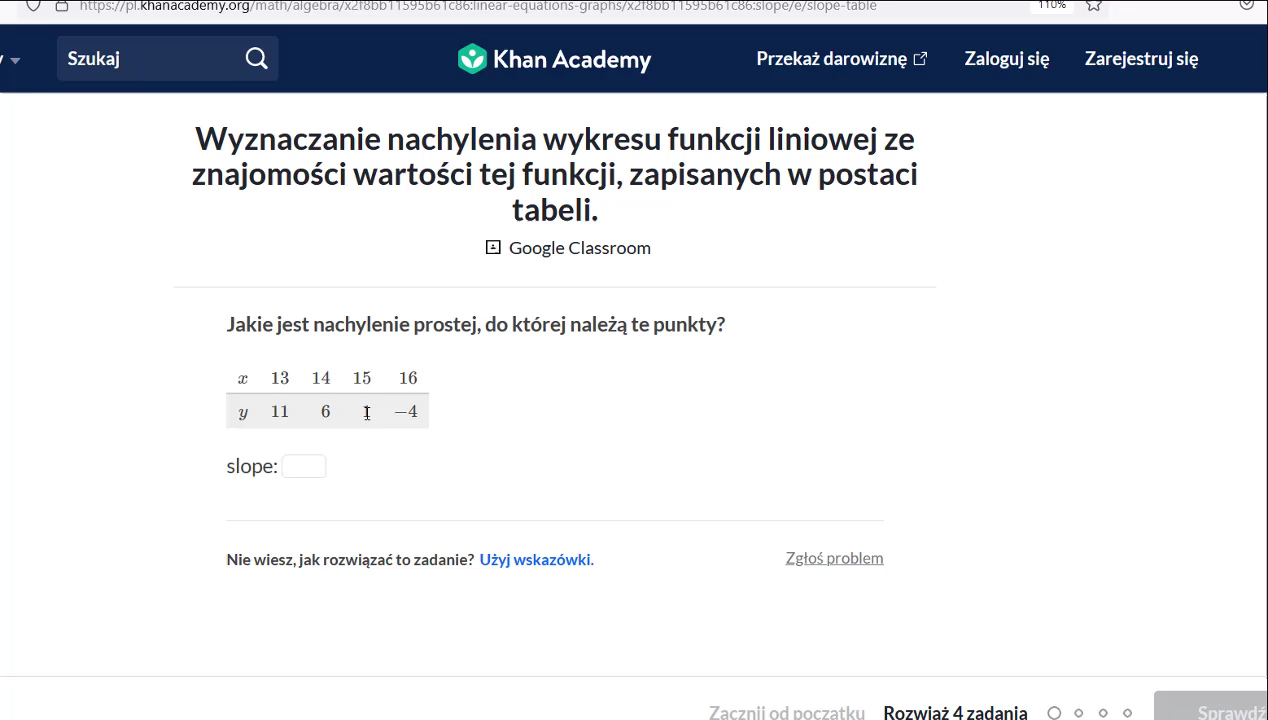 https://pl.khanacademy.org/math/algebra/x2f8bb11595b61c86:linear-equations-graphs/x2f8bb11595b61c86:slope/e/slope-table 110%
Szukaj Khan Academy Przekaż darowiznę Zaloguj się Zarejestruj się
Wyznaczanie nachylenia wykresu funkcji liniowej ze
znajomości wartości tej funkcji, zapisanych w postaci
tabeli.
Google Classroom
Jakie jest nachylenie prostej, do której należą te punkty?
x 13 14 15 16
y 11 6 1 −4
slope:
Nie wiesz, jak rozwiązać to zadanie? Użyj wskazówki. Zgłoś problem
Zacznij od początku Rozwiąż 4 zadania Sprawdź